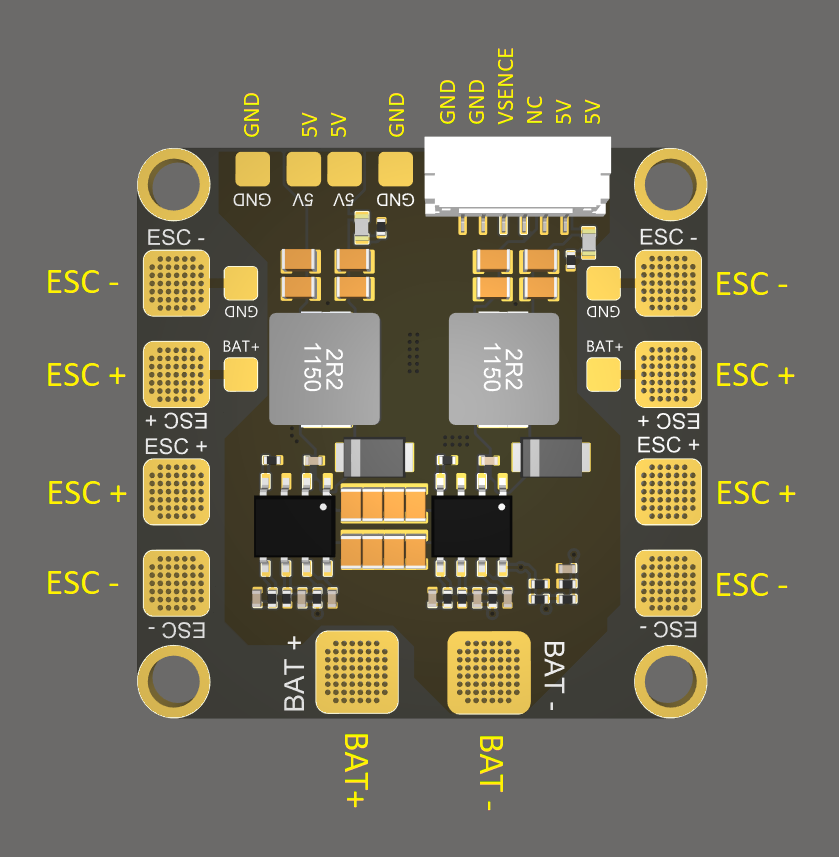 GND
5V
5V
GND
GND
GND
VSENCE
NC
5V
5V
GND
5V
5V
GND
ESC -
ESC -
ESC -
ESC -
GND
GND
BAT+
BAT+
ESC +
ESC +
2R2
1150
2R2
1150
ESC +
ESC +
ESC +
ESC +
ESC +
ESC +
ESC -
ESC -
ESC -
ESC -
BAT +
BAT -
BAT+
BAT -